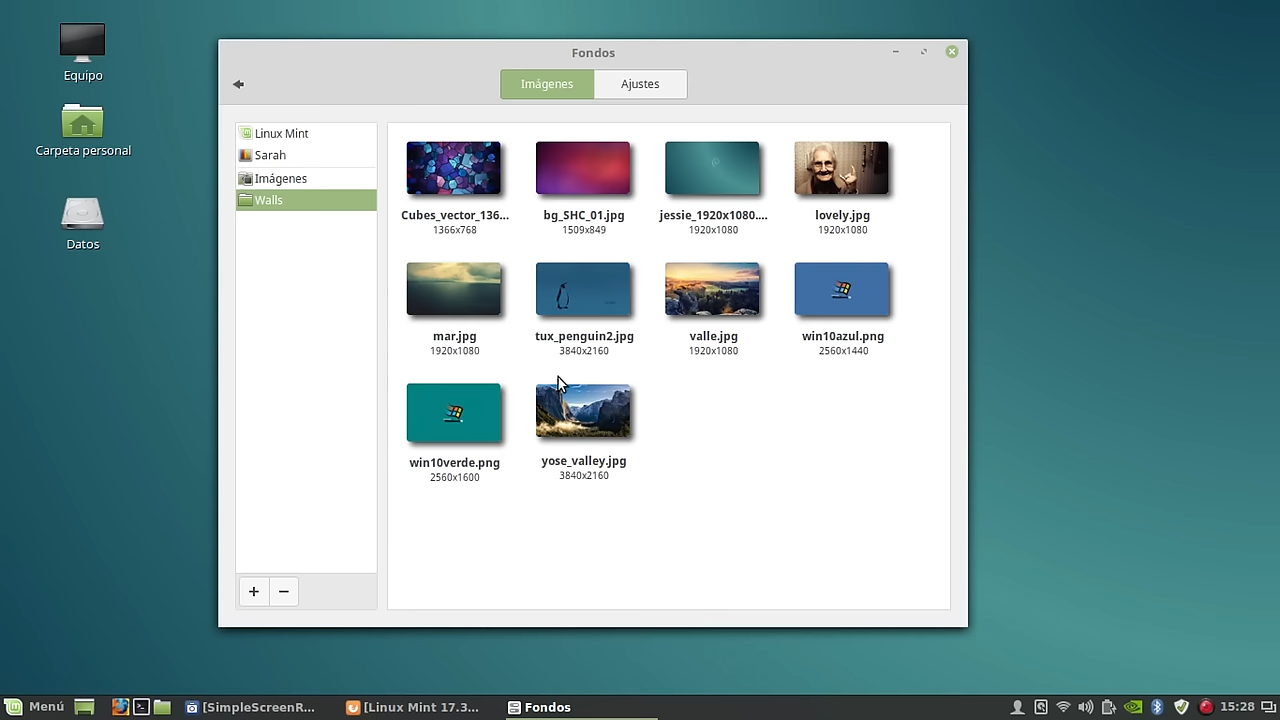 Equipo
Carpeta personal
Datos
Fondos
Imágenes
Ajustes
Linux Mint
Sarah
Imágenes
Walls
Cubes_vector_136...
1366x768
bg_SHC_01.jpg
1509x849
jessie_1920x1080....
1920x1080
lovely.jpg
1920x1080
mar.jpg
1920x1080
tux_penguin2.jpg
3840x2160
valle.jpg
1920x1080
win10azul.png
2560x1440
win10verde.png
2560x1600
yose_valley.jpg
3840x2160
Menú
[SimpleScreenR...
[Linux Mint 17.3...
Fondos
15:28